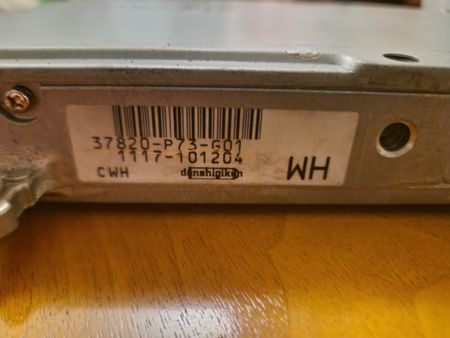 37820-P73-G01
1117-101204
CWH
denshigiken
WH